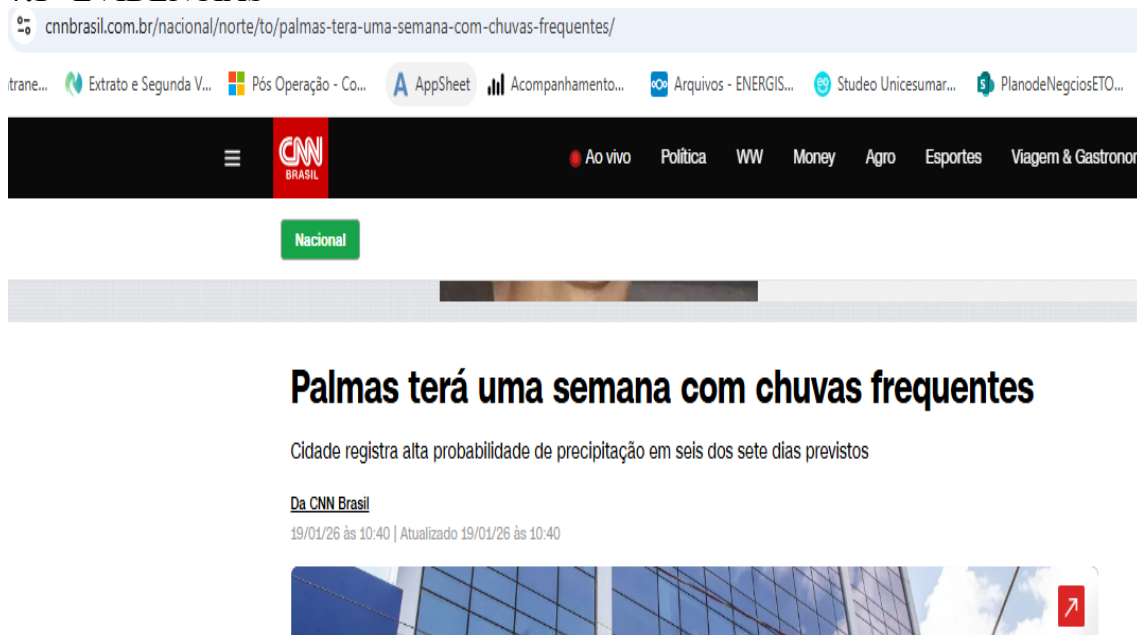 cnnbrasil.com.br/nacional/norte/to/palmas-tera-uma-semana-com-chuvas-frequentes/
itrane... Extrato e Segunda V... Pós Operação - Co... AppSheet Acompanhamento... Arquivos - ENERGIS... Studeo Unicesumar... PlanodeNegciosETO...
CNN BRASIL Ao vivo Política WW Money Agro Esportes Viagem & Gastronor
Nacional
Palmas terá uma semana com chuvas frequentes
Cidade registra alta probabilidade de precipitação em seis dos sete dias previstos
Da CNN Brasil
19/01/26 às 10:40 | Atualizado 19/01/26 às 10:40